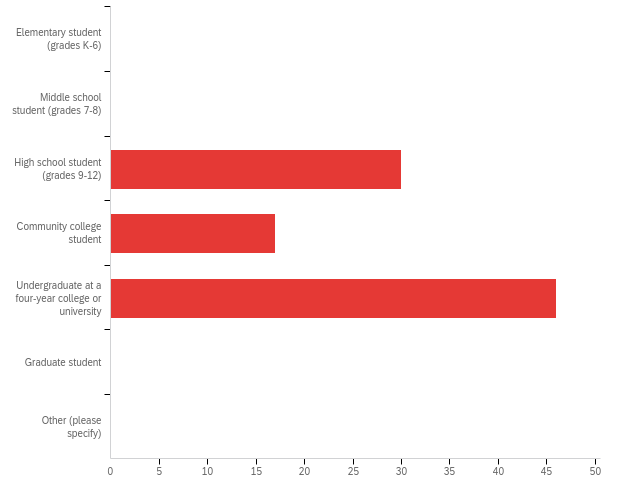 Elementary student
(grades K-6)
Middle school
student (grades 7-8)
High school student
(grades 9-12)
Community college
student
Undergraduate at a
four-year college or
university
Graduate student
Other (please
specify)
0 5 10 15 20 25 30 35 40 45 50